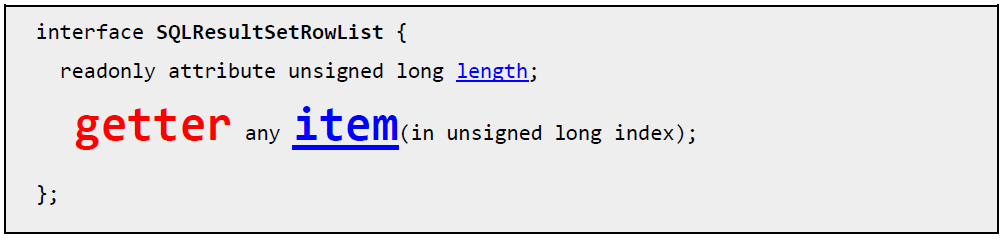 interface SQLResultSetRowList {
readonly attribute unsigned long length;
getter any item(in unsigned long index);
};